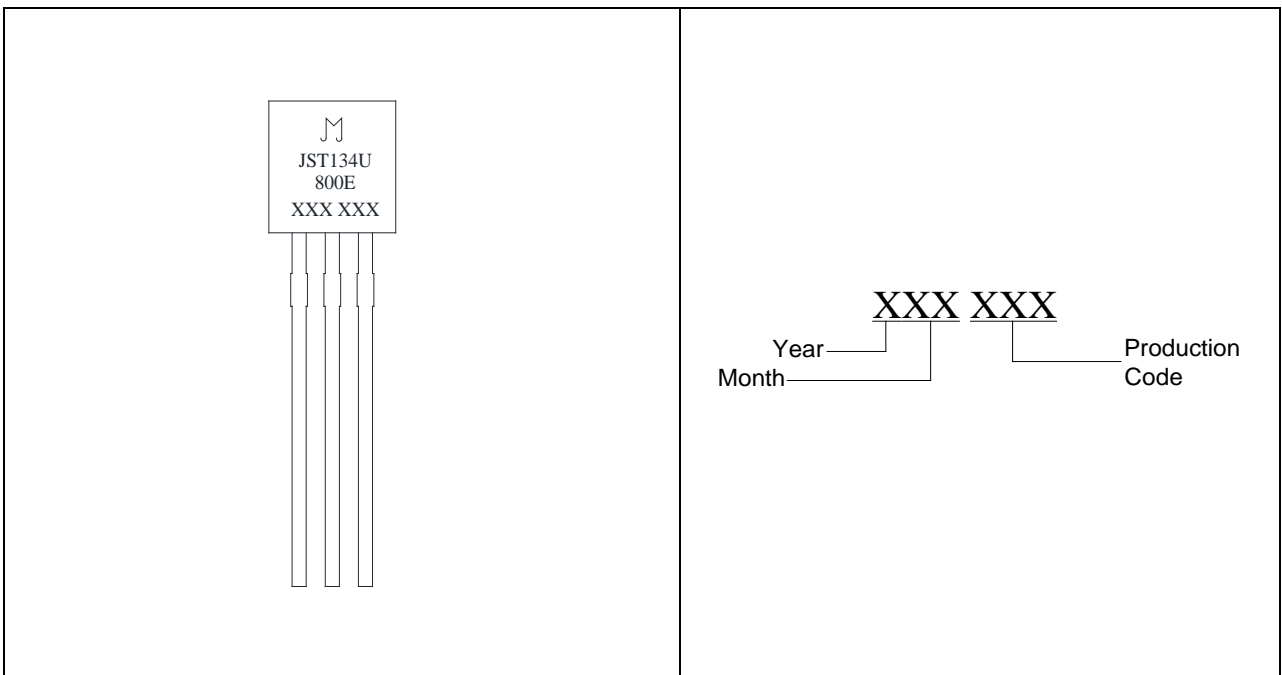 JST134U
800E
XXX XXX
XXX XXX
Year
Month
Production
Code